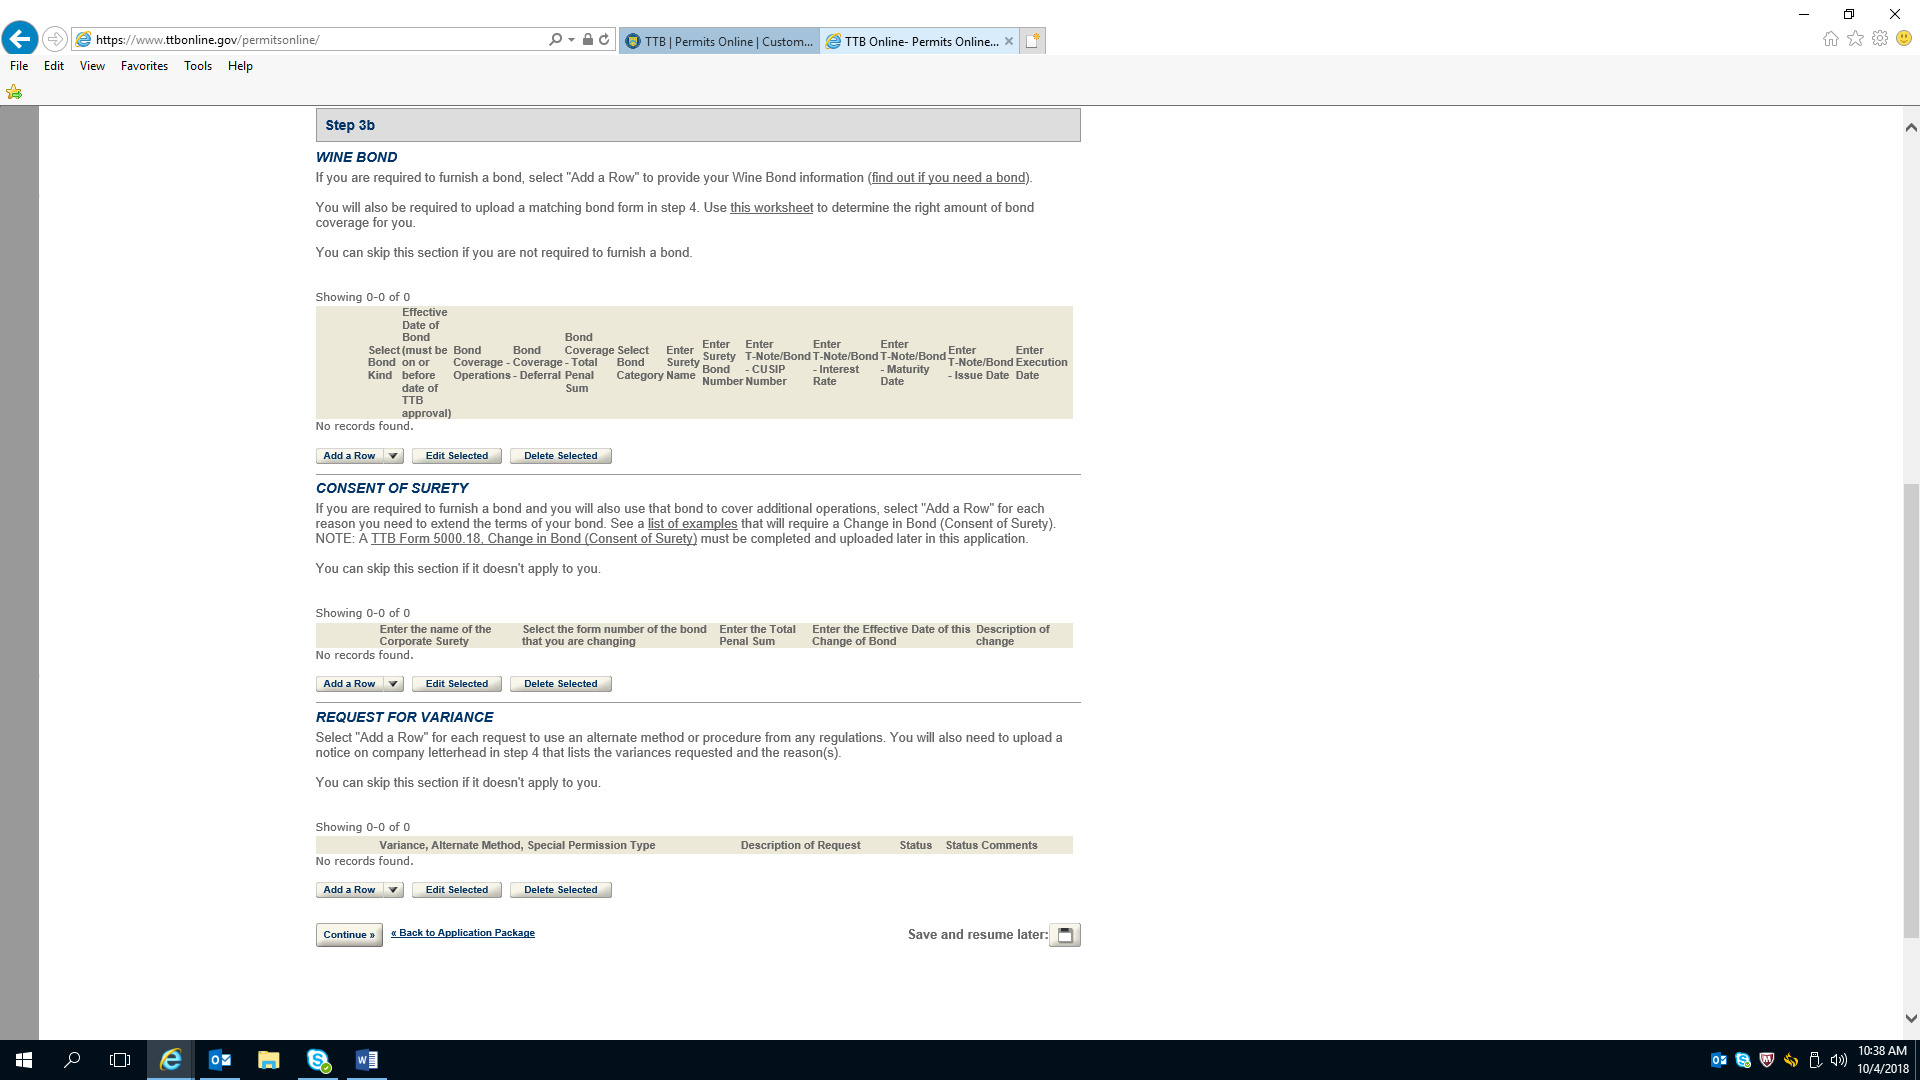 https://www.ttbonline.gov/permitsonline/
TTB | Permits Online | Custom...
TTB Online- Permits Online...
File Edit View Favorites Tools Help
Step 3b
WINE BOND
If you are required to furnish a bond, select "Add a Row" to provide your Wine Bond information (find out if you need a bond).
You will also be required to upload a matching bond form in step 4. Use this worksheet to determine the right amount of bond
coverage for you.
You can skip this section if you are not required to furnish a bond.
Showing 0-0 of 0
Select Bond Kind
Effective Date of Bond (must be on or before date of TTB approval)
Bond Coverage - Operations
Bond Coverage - Deferral
Bond Coverage - Total Penal Sum
Select Bond Category
Enter Surety Name
Enter Surety Bond Number
Enter T-Note/Bond - CUSIP Number
Enter T-Note/Bond - Interest Rate
Enter T-Note/Bond - Maturity Date
Enter T-Note/Bond - Issue Date
Enter Execution Date
No records found.
Add a Row Edit Selected Delete Selected
CONSENT OF SURETY
If you are required to furnish a bond and you will also use that bond to cover additional operations, select "Add a Row" for each
reason you need to extend the terms of your bond. See a list of examples that will require a Change in Bond (Consent of Surety).
NOTE: A TTB Form 5000.18, Change in Bond (Consent of Surety) must be completed and uploaded later in this application.
You can skip this section if it doesn't apply to you.
Showing 0-0 of 0
Enter the name of the Corporate Surety
Select the form number of the bond that you are changing
Enter the Total Penal Sum
Enter the Effective Date of this Change of Bond
Description of change
No records found.
Add a Row Edit Selected Delete Selected
REQUEST FOR VARIANCE
Select "Add a Row" for each request to use an alternate method or procedure from any regulations. You will also need to upload a
notice on company letterhead in step 4 that lists the variances requested and the reason(s).
You can skip this section if it doesn't apply to you.
Showing 0-0 of 0
Variance, Alternate Method, Special Permission Type Description of Request Status Status Comments
No records found.
Add a Row Edit Selected Delete Selected
Continue » « Back to Application Package Save and resume later:
10:38 AM
10/4/2018